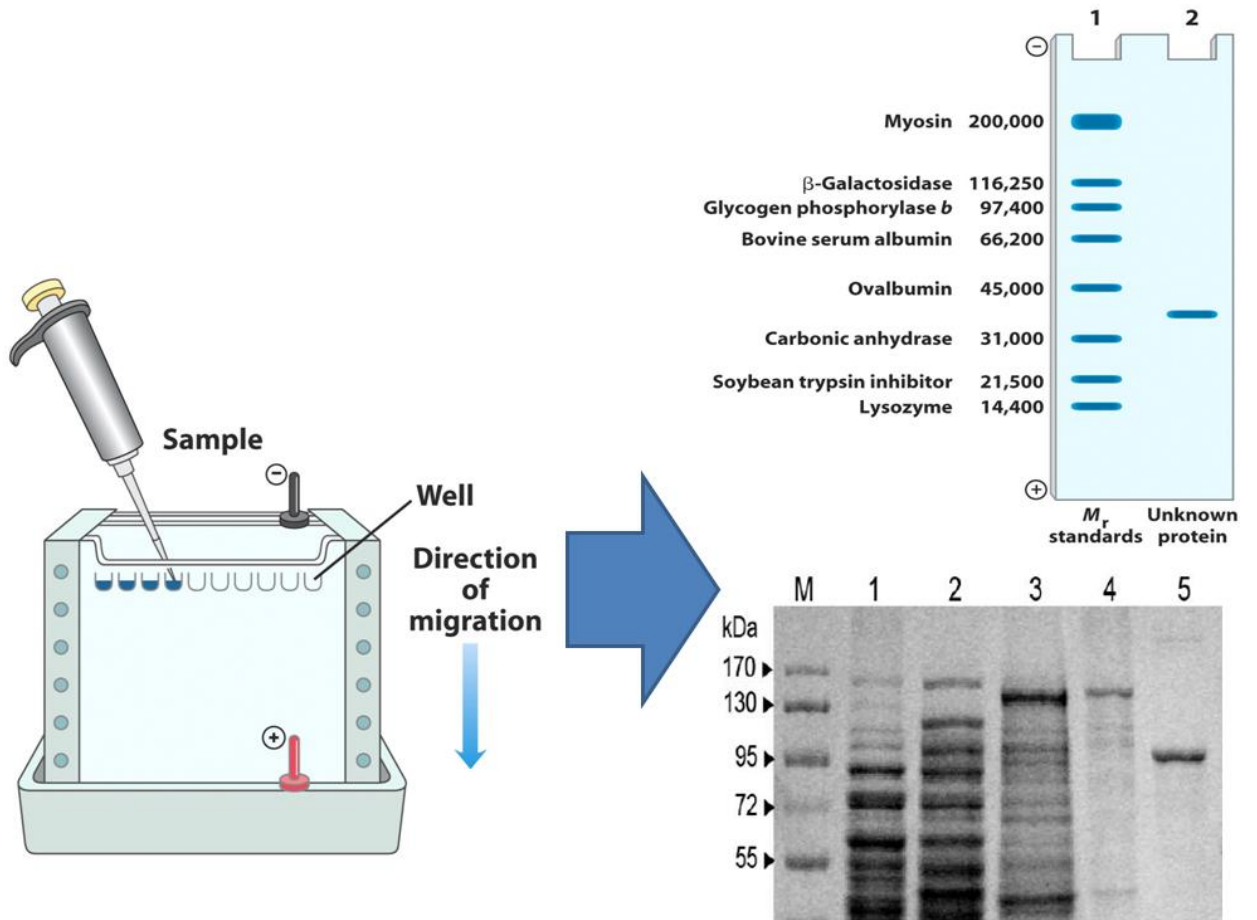 Sample
−
Well
Direction
of
migration
+
1 2
−
Myosin 200,000
β-Galactosidase 116,250
Glycogen phosphorylase b 97,400
Bovine serum albumin 66,200
Ovalbumin 45,000
Carbonic anhydrase 31,000
Soybean trypsin inhibitor 21,500
Lysozyme 14,400
+
Mr Unknown
standards protein
M 1 2 3 4 5
kDa
170
130
95
72
55